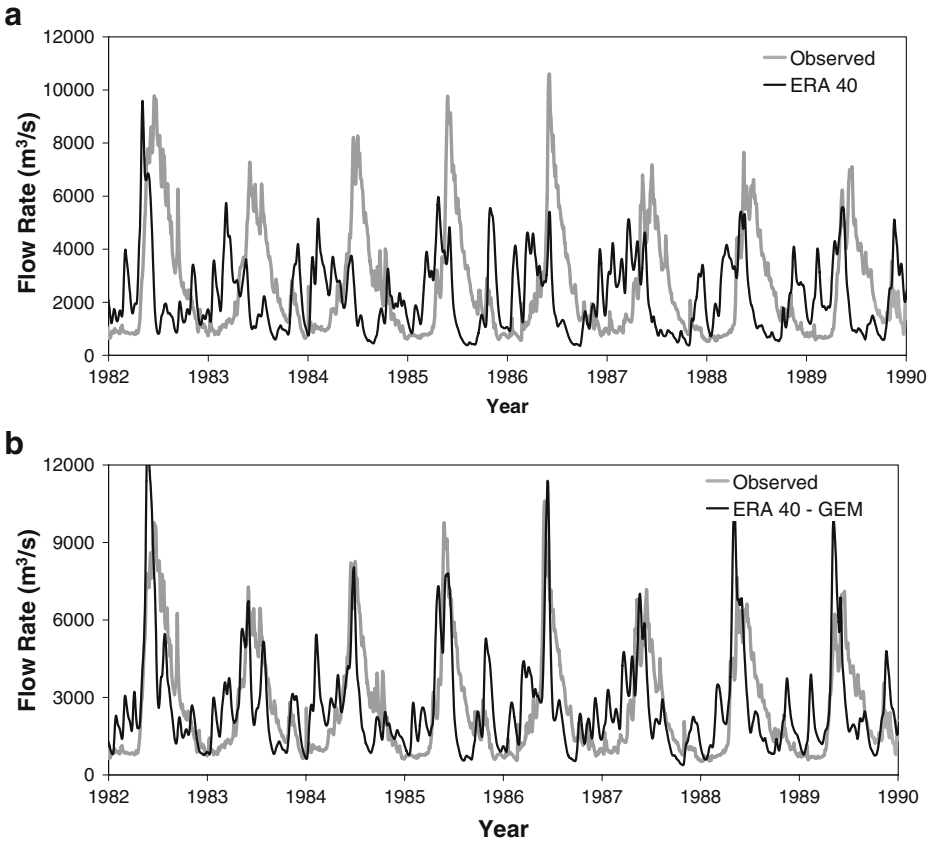 a
12000
10000
8000
6000
4000
2000
0
Flow Rate (m³/s)
Observed
ERA 40
1982 1983 1984 1985 1986 1987 1988 1989 1990
Year
b
12000
9000
6000
3000
0
Flow Rate (m³/s)
Observed
ERA 40 - GEM
1982 1983 1984 1985 1986 1987 1988 1989 1990
Year